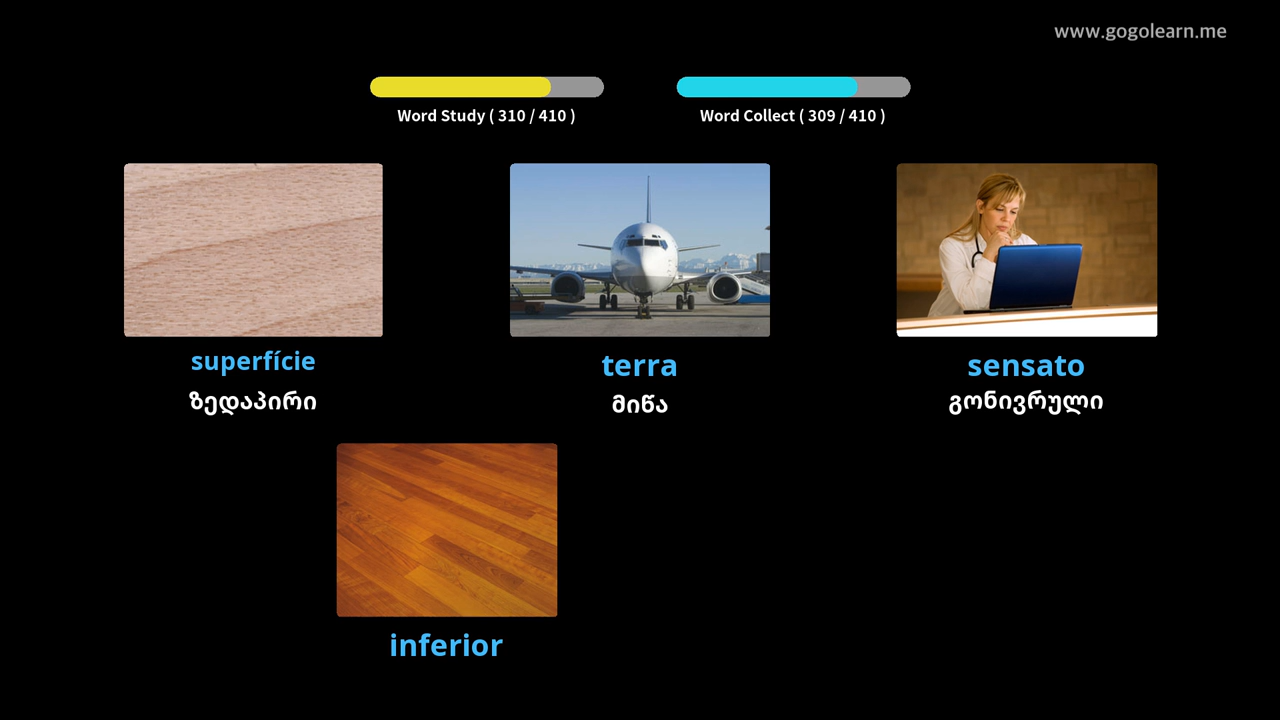 www.gogolearn.me
Word Study ( 310 / 410 )
Word Collect ( 309 / 410 )
superfície
terra
sensato
ზედაპირი
მიწა
გონივრული
inferior